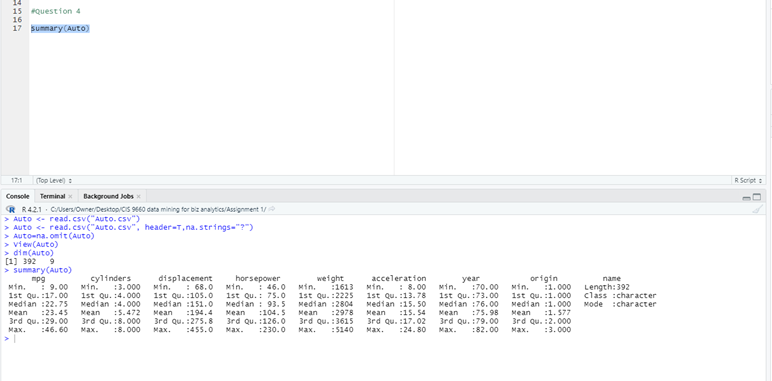 14
15 #Question 4
16
17 summary(Auto)
17:1 (Top Level) R Script
Console Terminal × Background Jobs ×
R 4.2.1 · C:/Users/Owner/Desktop/CIS 9660 data mining for biz analytics/Assignment 1/
> Auto <- read.csv("Auto.csv")
> Auto <- read.csv("Auto.csv", header=T,na.strings="?")
> Auto=na.omit(Auto)
> View(Auto)
> dim(Auto)
[1] 392 9
> summary(Auto)
mpg cylinders displacement horsepower weight acceleration year origin name
Min. : 9.00 Min. :3.000 Min. : 68.0 Min. : 46.0 Min. :1613 Min. : 8.00 Min. :70.00 Min. :1.000 Length:392
1st Qu.:17.00 1st Qu.:4.000 1st Qu.:105.0 1st Qu.: 75.0 1st Qu.:2225 1st Qu.:13.78 1st Qu.:73.00 1st Qu.:1.000 Class :character
Median :22.75 Median :4.000 Median :151.0 Median : 93.5 Median :2804 Median :15.50 Median :76.00 Median :1.000 Mode :character
Mean :23.45 Mean :5.472 Mean :194.4 Mean :104.5 Mean :2978 Mean :15.54 Mean :75.98 Mean :1.577
3rd Qu.:29.00 3rd Qu.:8.000 3rd Qu.:275.8 3rd Qu.:126.0 3rd Qu.:3615 3rd Qu.:17.02 3rd Qu.:79.00 3rd Qu.:2.000
Max. :46.60 Max. :8.000 Max. :455.0 Max. :230.0 Max. :5140 Max. :24.80 Max. :82.00 Max. :3.000
>